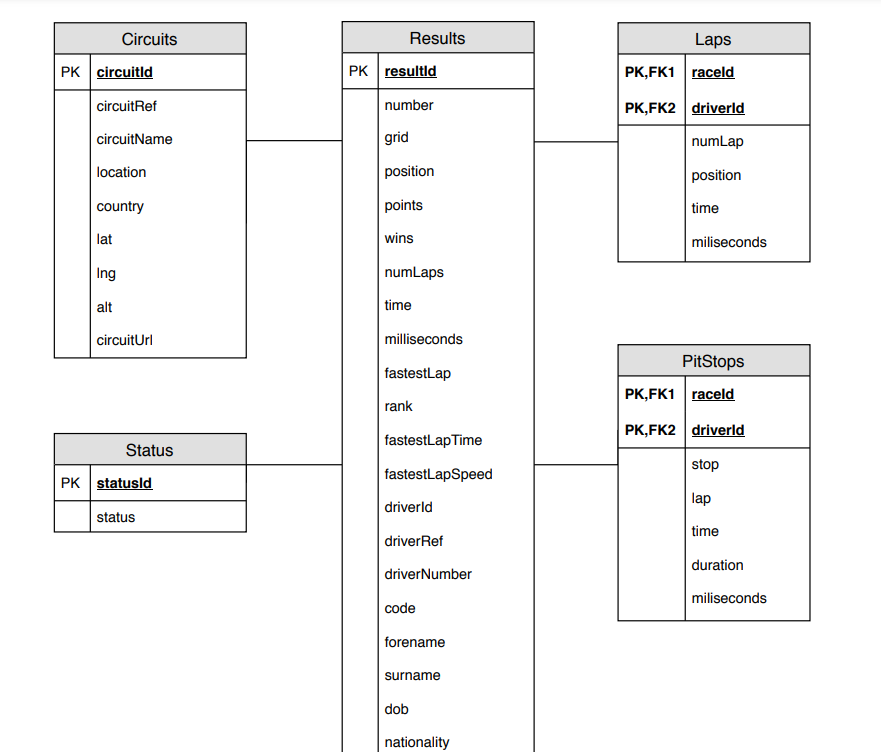 Circuits
PK circuitId
circuitRef
circuitName
location
country
lat
lng
alt
circuitUrl
Status
PK statusId
status
Results
PK resultId
number
grid
position
points
wins
numLaps
time
milliseconds
fastestLap
rank
fastestLapTime
fastestLapSpeed
driverId
driverRef
driverNumber
code
forename
surname
dob
nationality
Laps
PK,FK1 raceId
PK,FK2 driverId
numLap
position
time
miliseconds
PitStops
PK,FK1 raceId
PK,FK2 driverId
stop
lap
time
duration
miliseconds